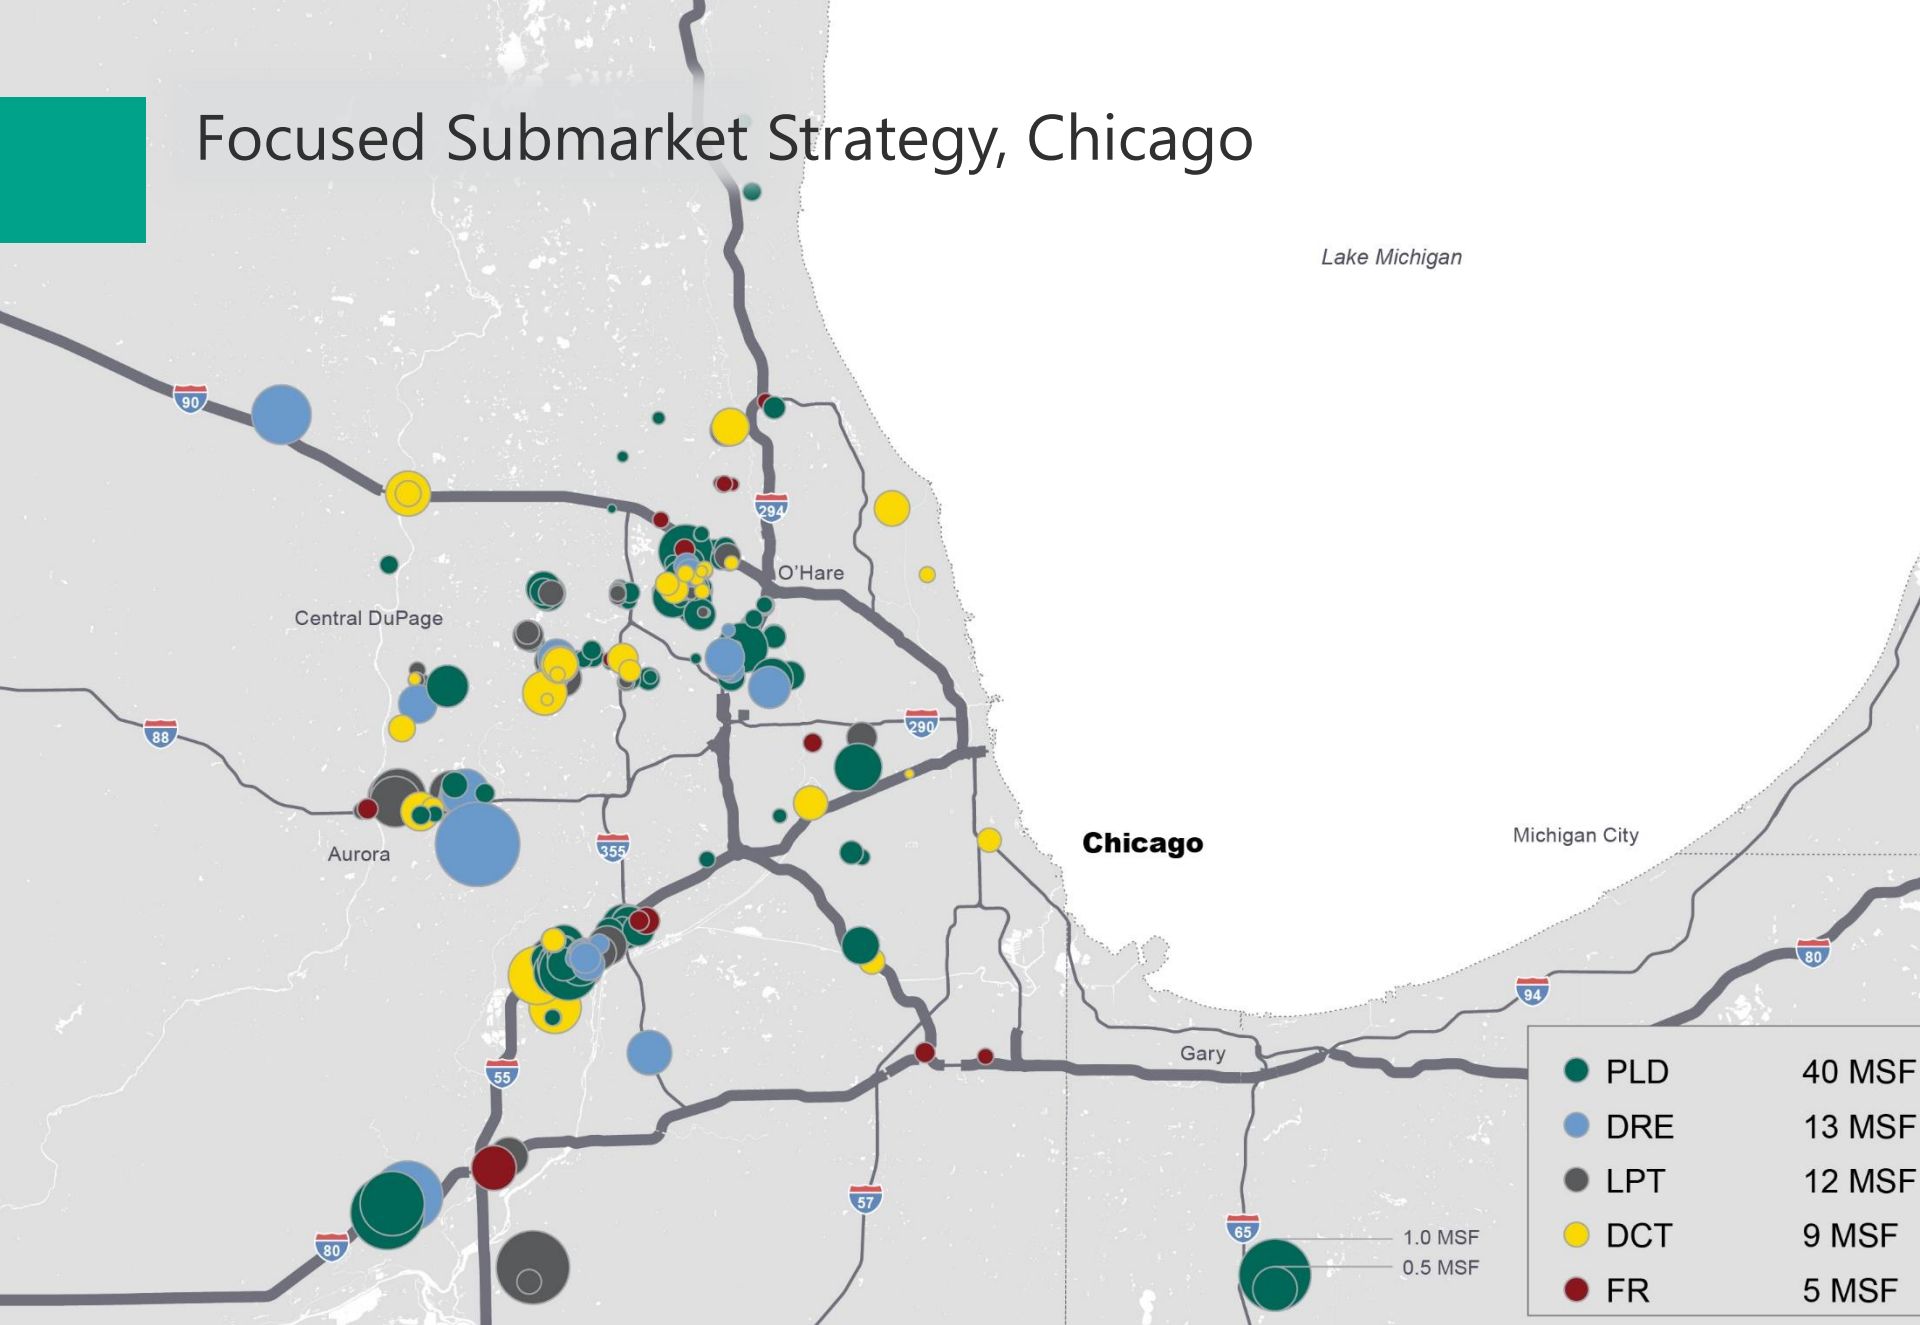 Focused Submarket Strategy, Chicago
Lake Michigan
90
294
O'Hare
Central DuPage
290
88
Chicago
Michigan City
Aurora
355
80
94
Gary
55
PLD 40 MSF
DRE 13 MSF
LPT 12 MSF
DCT 9 MSF
FR 5 MSF
57
65
80
1.0 MSF
0.5 MSF